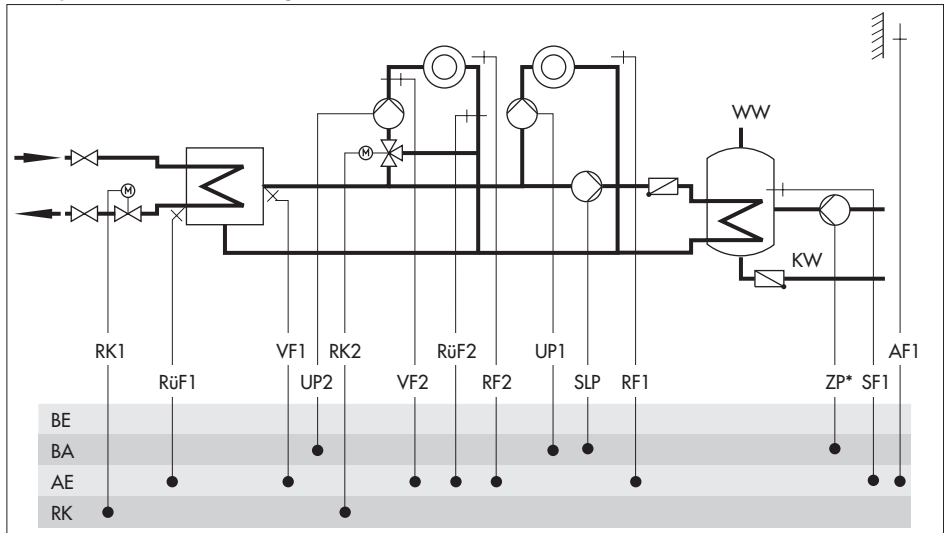 WW
M
M
KW
RK1 VF1 RK2 RüF2 UP1 AF1
RüF1 UP2 VF2 RF2 SLP RF1 ZP* SF1
BE
BA
AE
RK